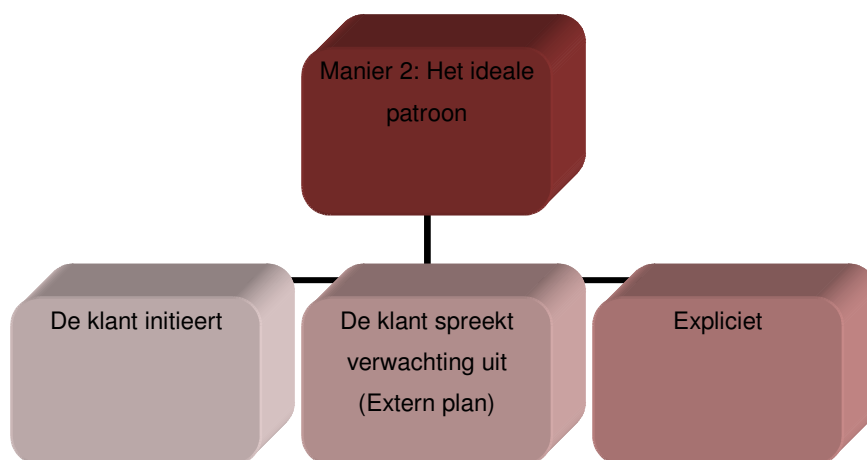 Manier 2: Het ideale
patroon
De klant initieert
De klant spreekt
verwachting uit
(Extern plan)
Expliciet